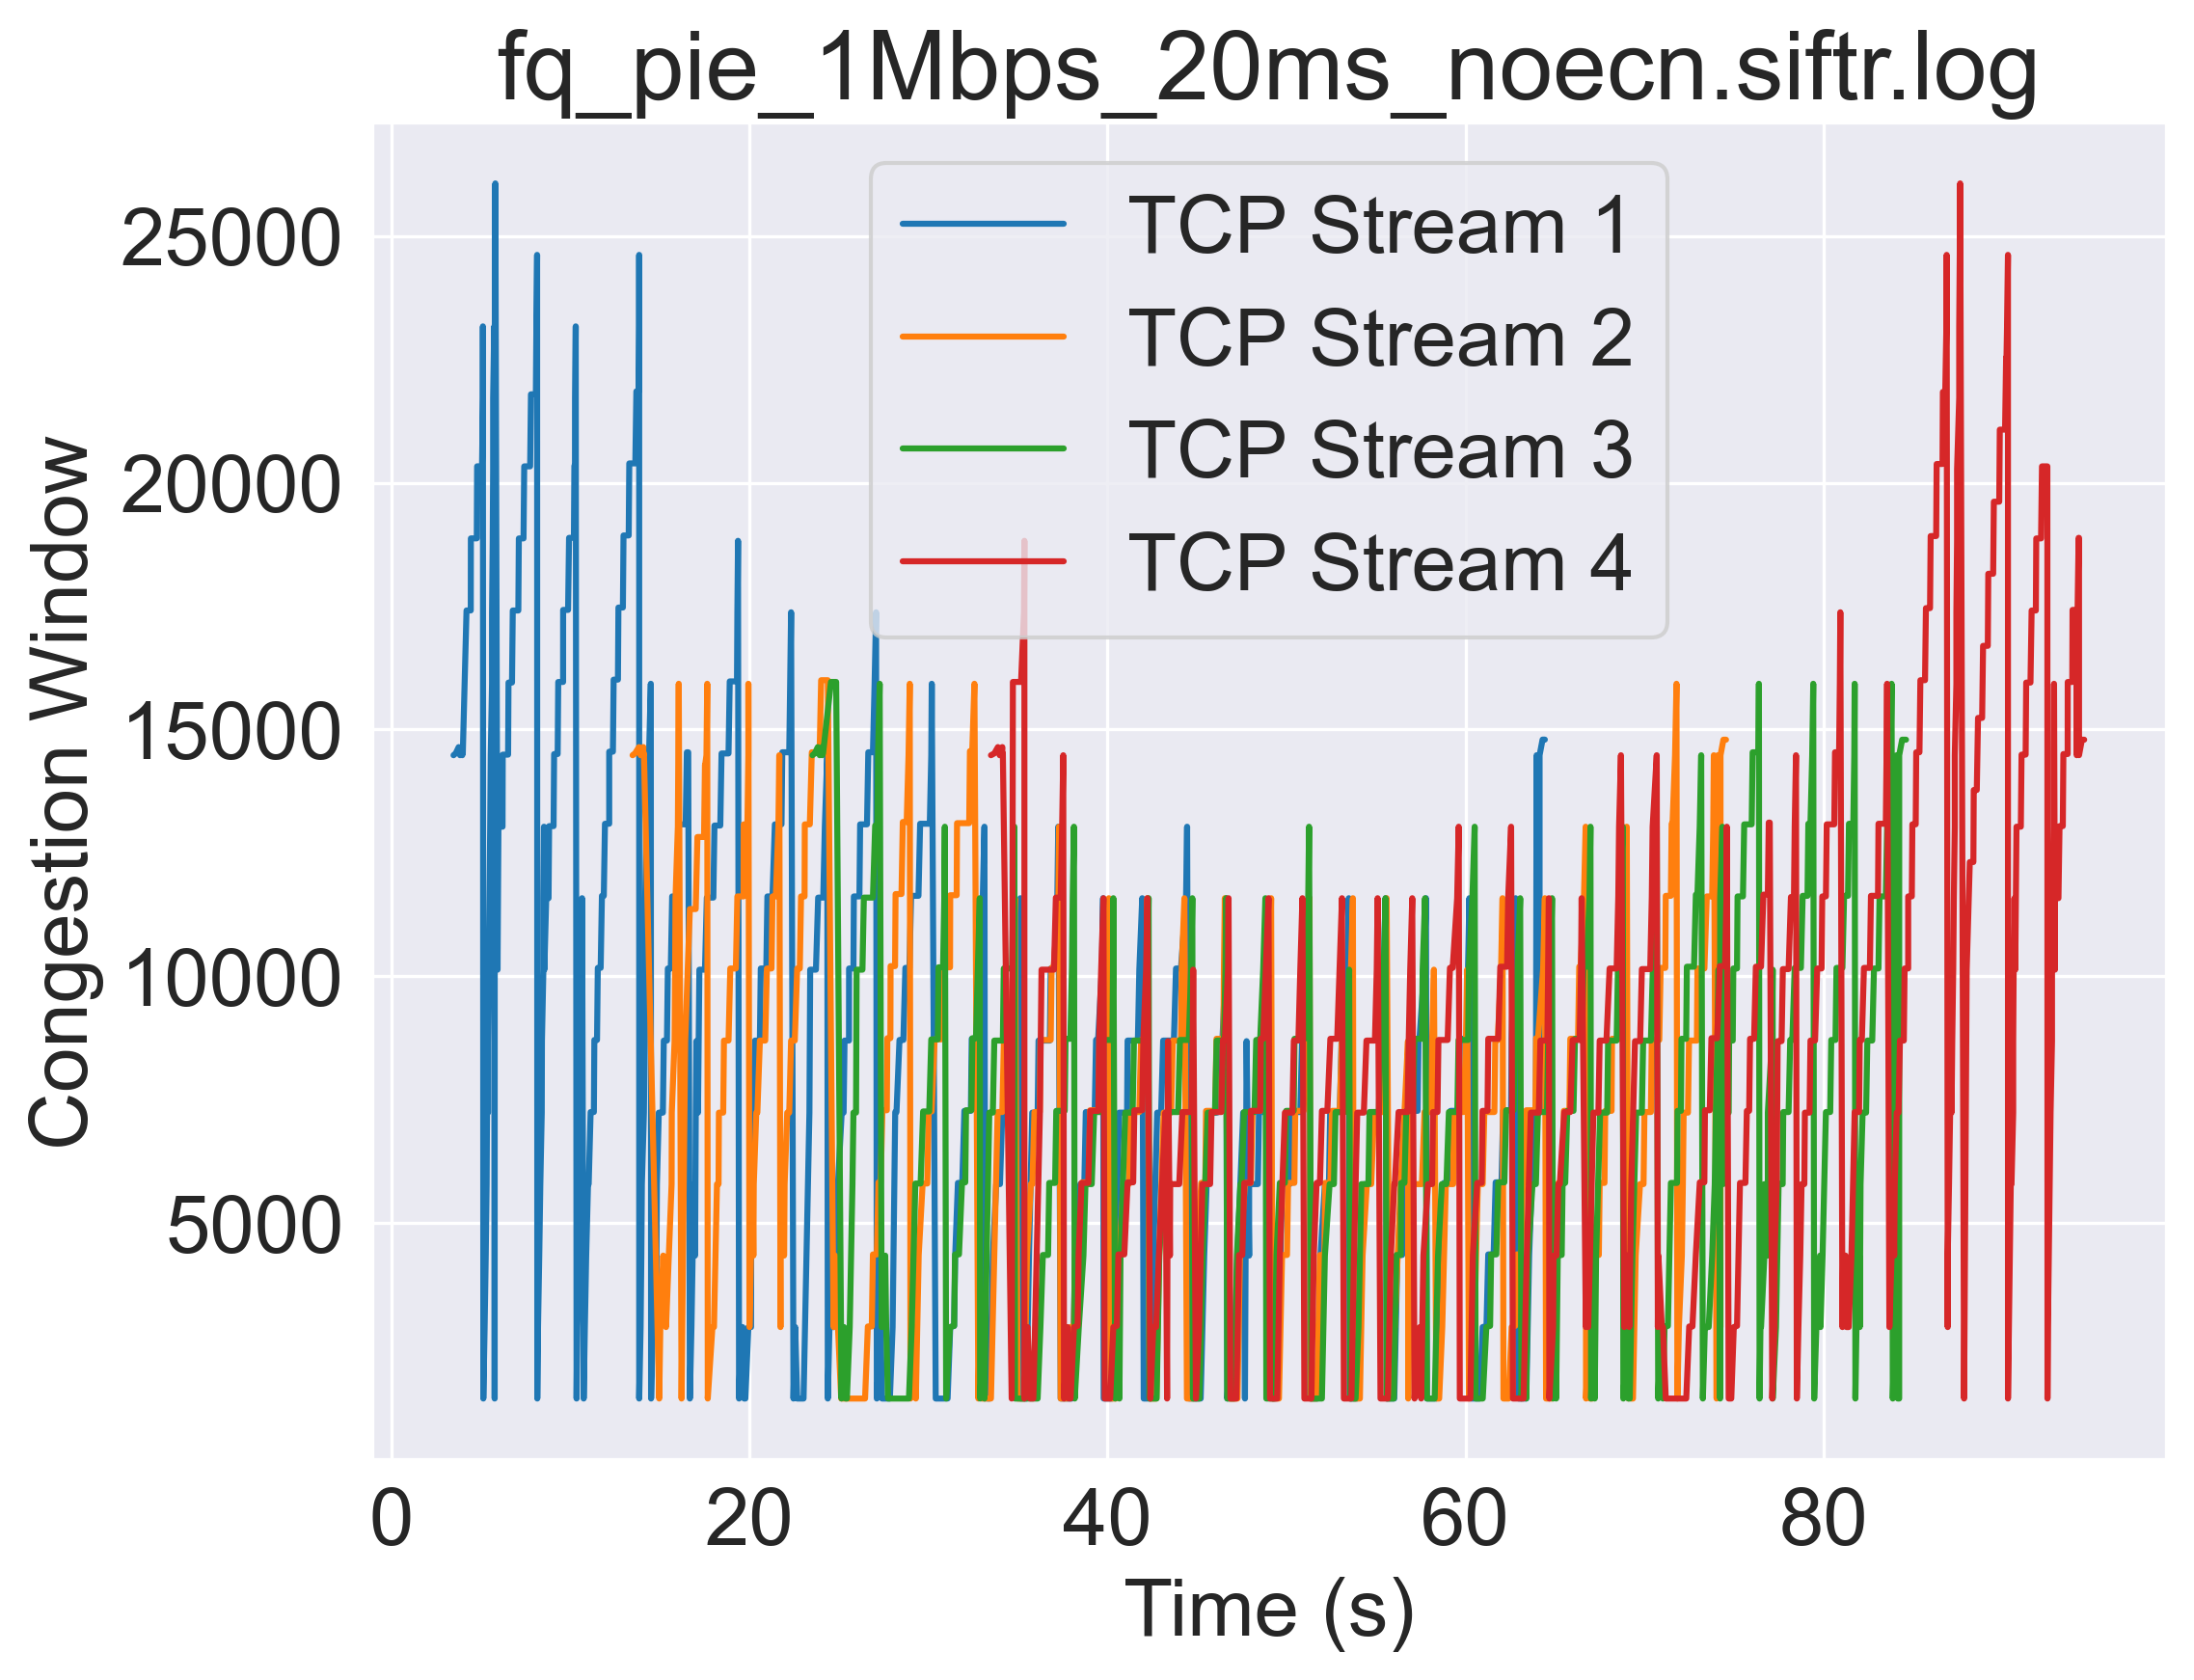 fq_pie_1Mbps_20ms_noecn.siftr.log
TCP Stream 1
TCP Stream 2
TCP Stream 3
TCP Stream 4
Congestion Window
25000
20000
15000
10000
5000
0 20 40 60 80
Time (s)